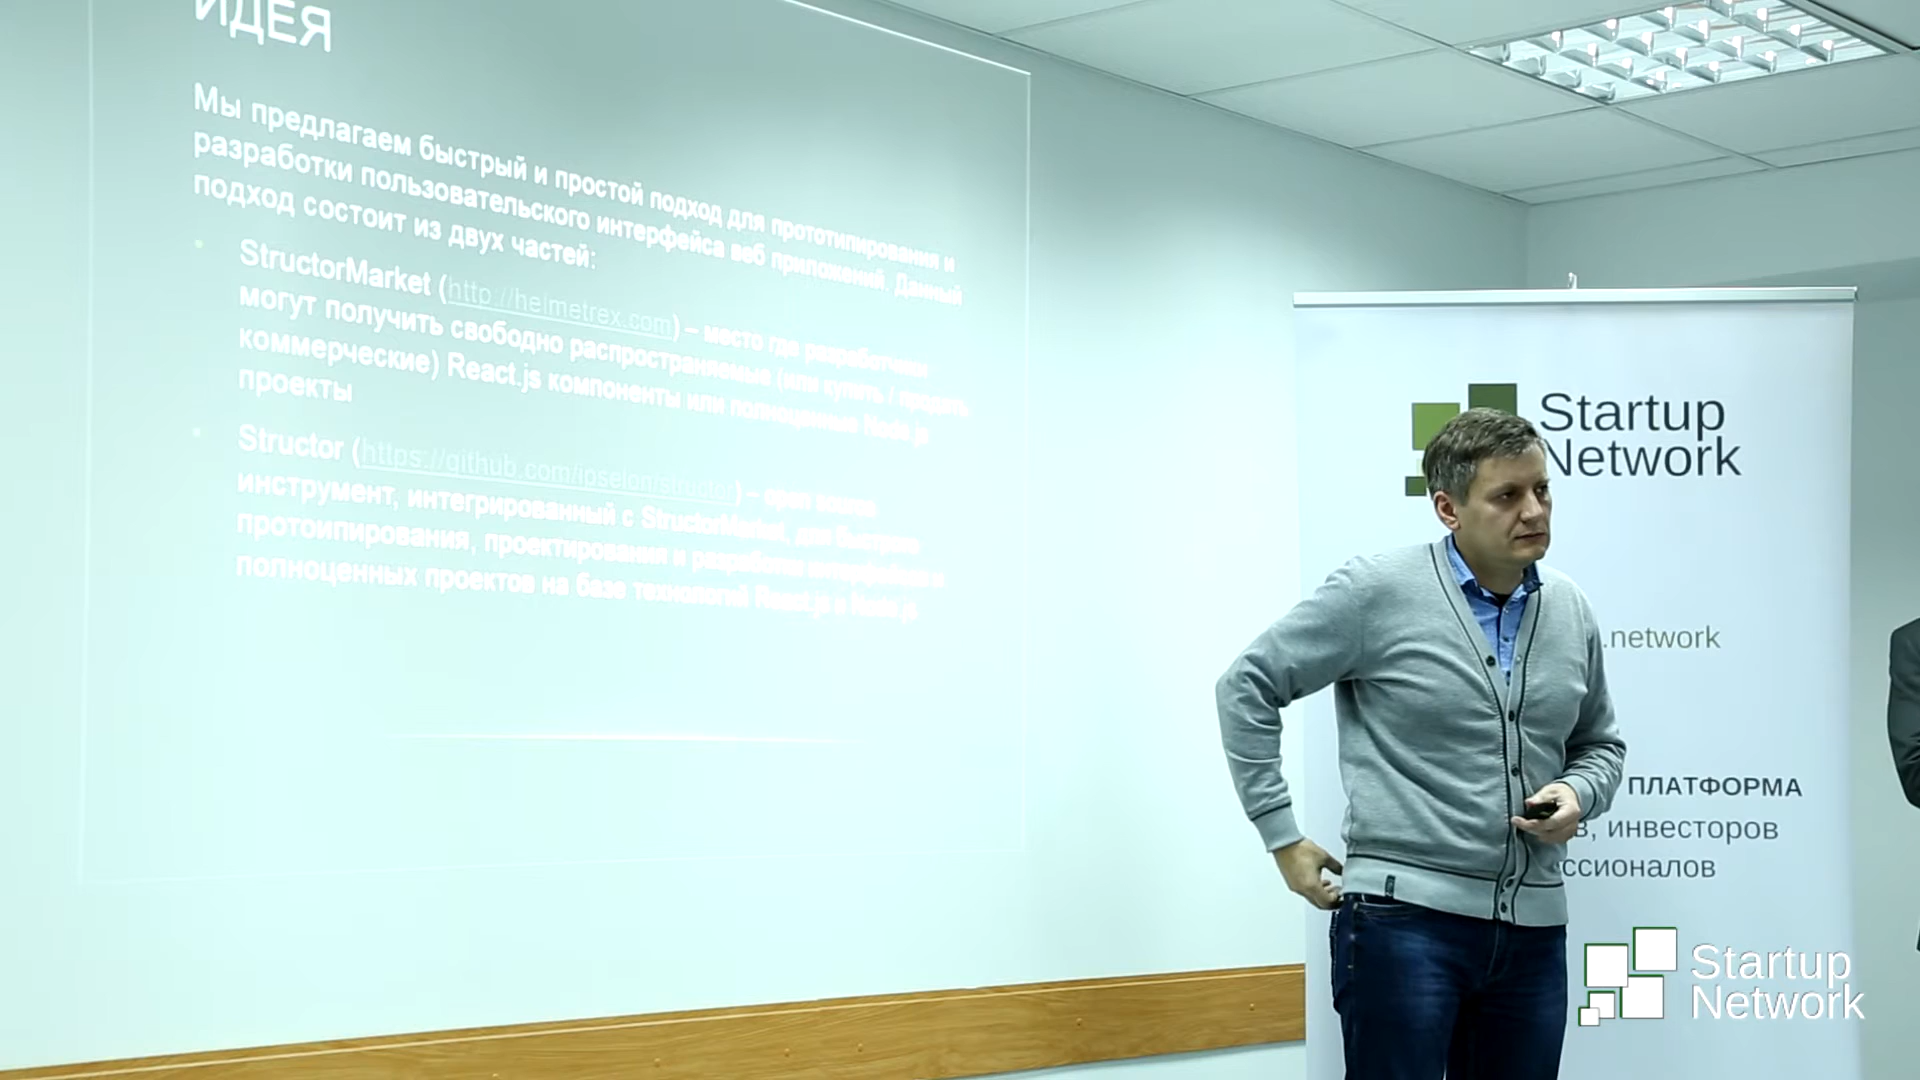 ИДЕЯ
Мы предлагаем быстрый и простой подход для прототипирования и
разработки пользовательского интерфейса веб приложений. Данный
подход состоит из двух частей:
StructorMarket (http://helmetrex.com) – место где разработчики
могут получить свободно распространяемые (или купить / продать
коммерческие) React.js компоненты или полноценные Node.js
проекты
Structor (https://github.com/ipselon/structor) – open source
инструмент, интегрированный с StructorMarket, для быстрого
протоипирования, проектирования и разработки интерфейсов и
полноценных проектов на базе технологий React.js и Node.js
Startup
Network
.network
ПЛАТФОРМА
в, инвесторов
ссионалов
Startup
Network